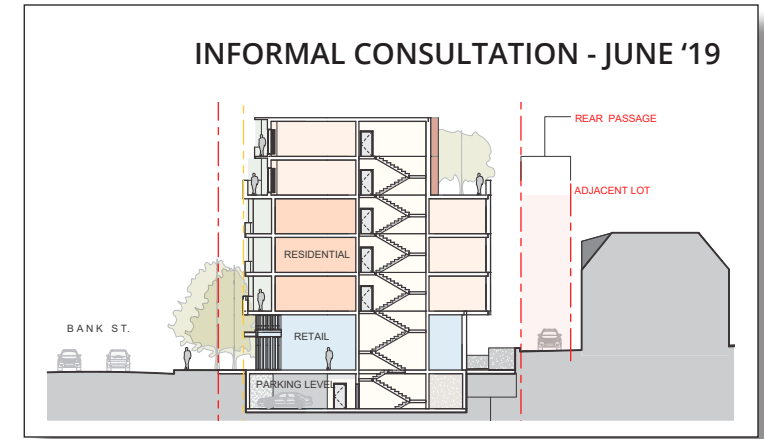 INFORMAL CONSULTATION - JUNE ‘19
REAR PASSAGE
ADJACENT LOT
RESIDENTIAL
BANK ST.
RETAIL
PARKING LEVEL